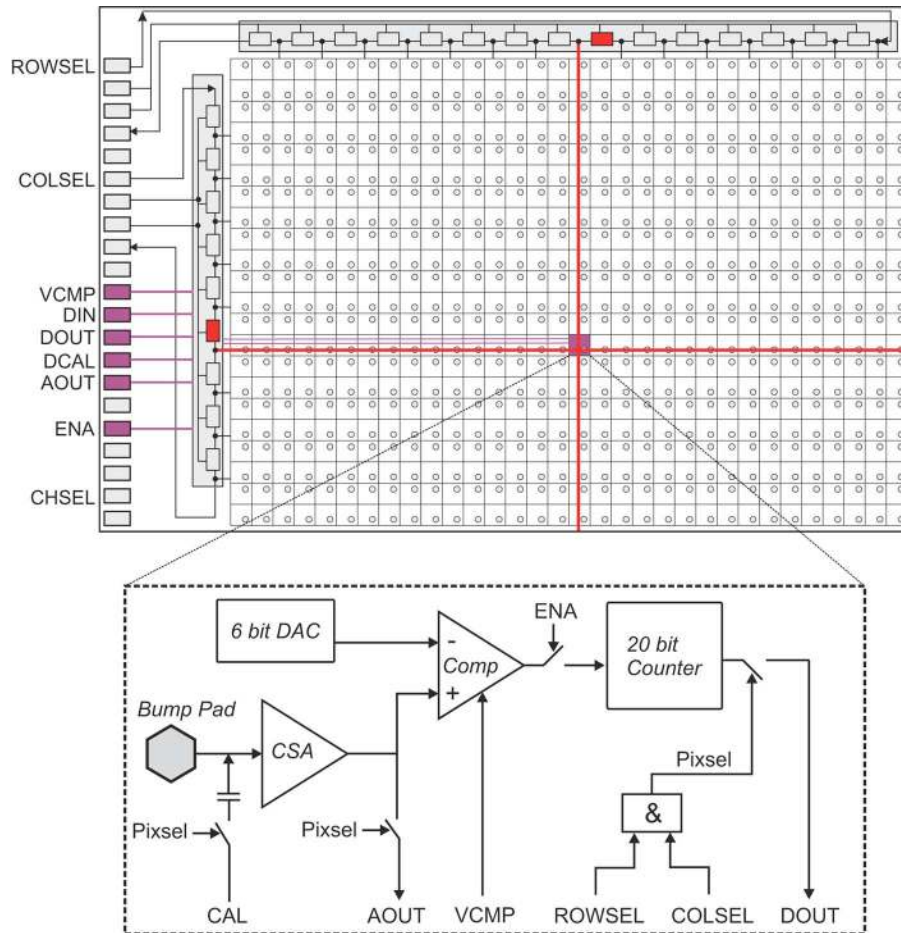 ROWSEL
COLSEL
VCMP
DIN
DOUT
DCAL
AOUT
ENA
CHSEL
6 bit DAC
-
Comp
+
ENA
20 bit
Counter
Bump Pad
CSA
Pixsel
Pixsel
Pixsel
&
CAL
AOUT
VCMP
ROWSEL
COLSEL
DOUT